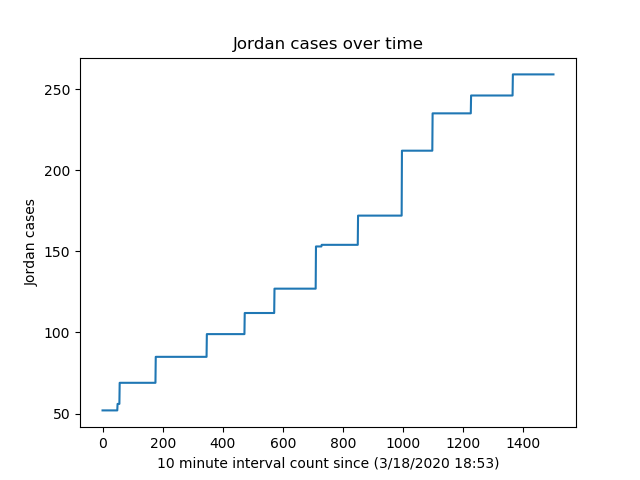 Jordan cases over time
250
200
150
100
50
Jordan cases
0 200 400 600 800 1000 1200 1400
10 minute interval count since (3/18/2020 18:53)